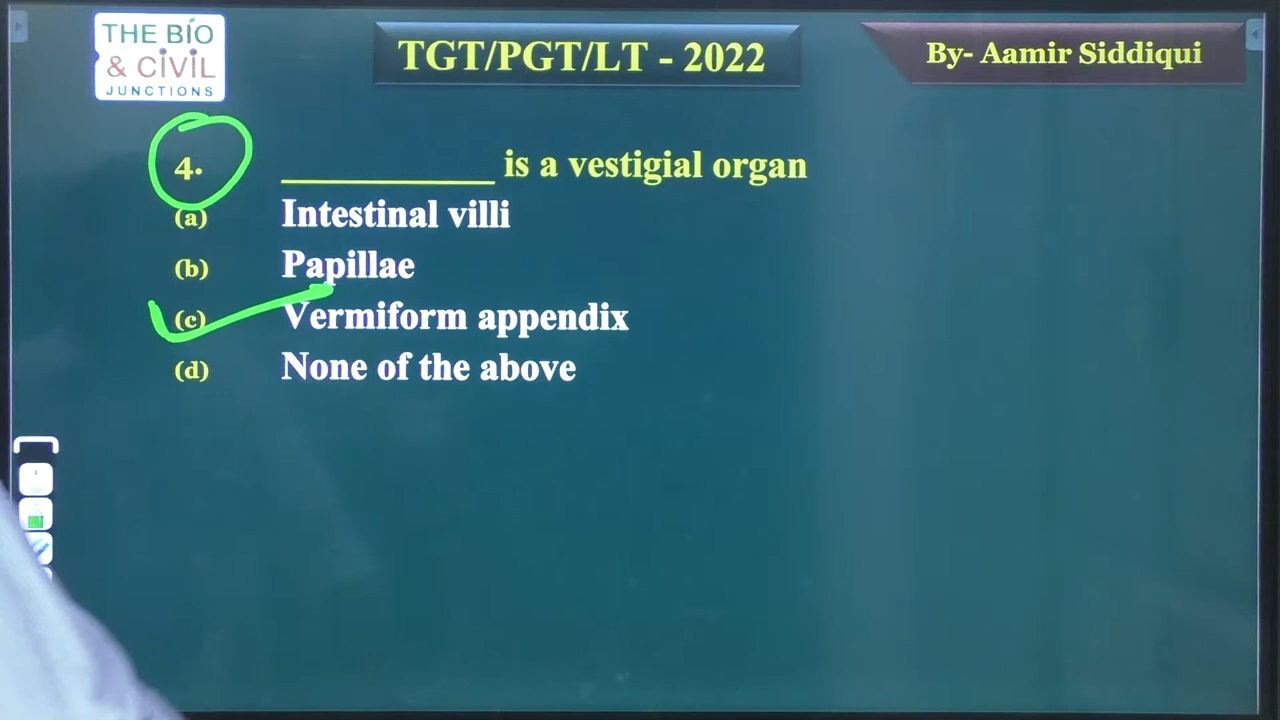 THE BIO
& CIVIL
JUNCTIONS
TGT/PGT/LT - 2022
By- Aamir Siddiqui
4. __________ is a vestigial organ
(a) Intestinal villi
(b) Papillae
(c) Vermiform appendix
(d) None of the above